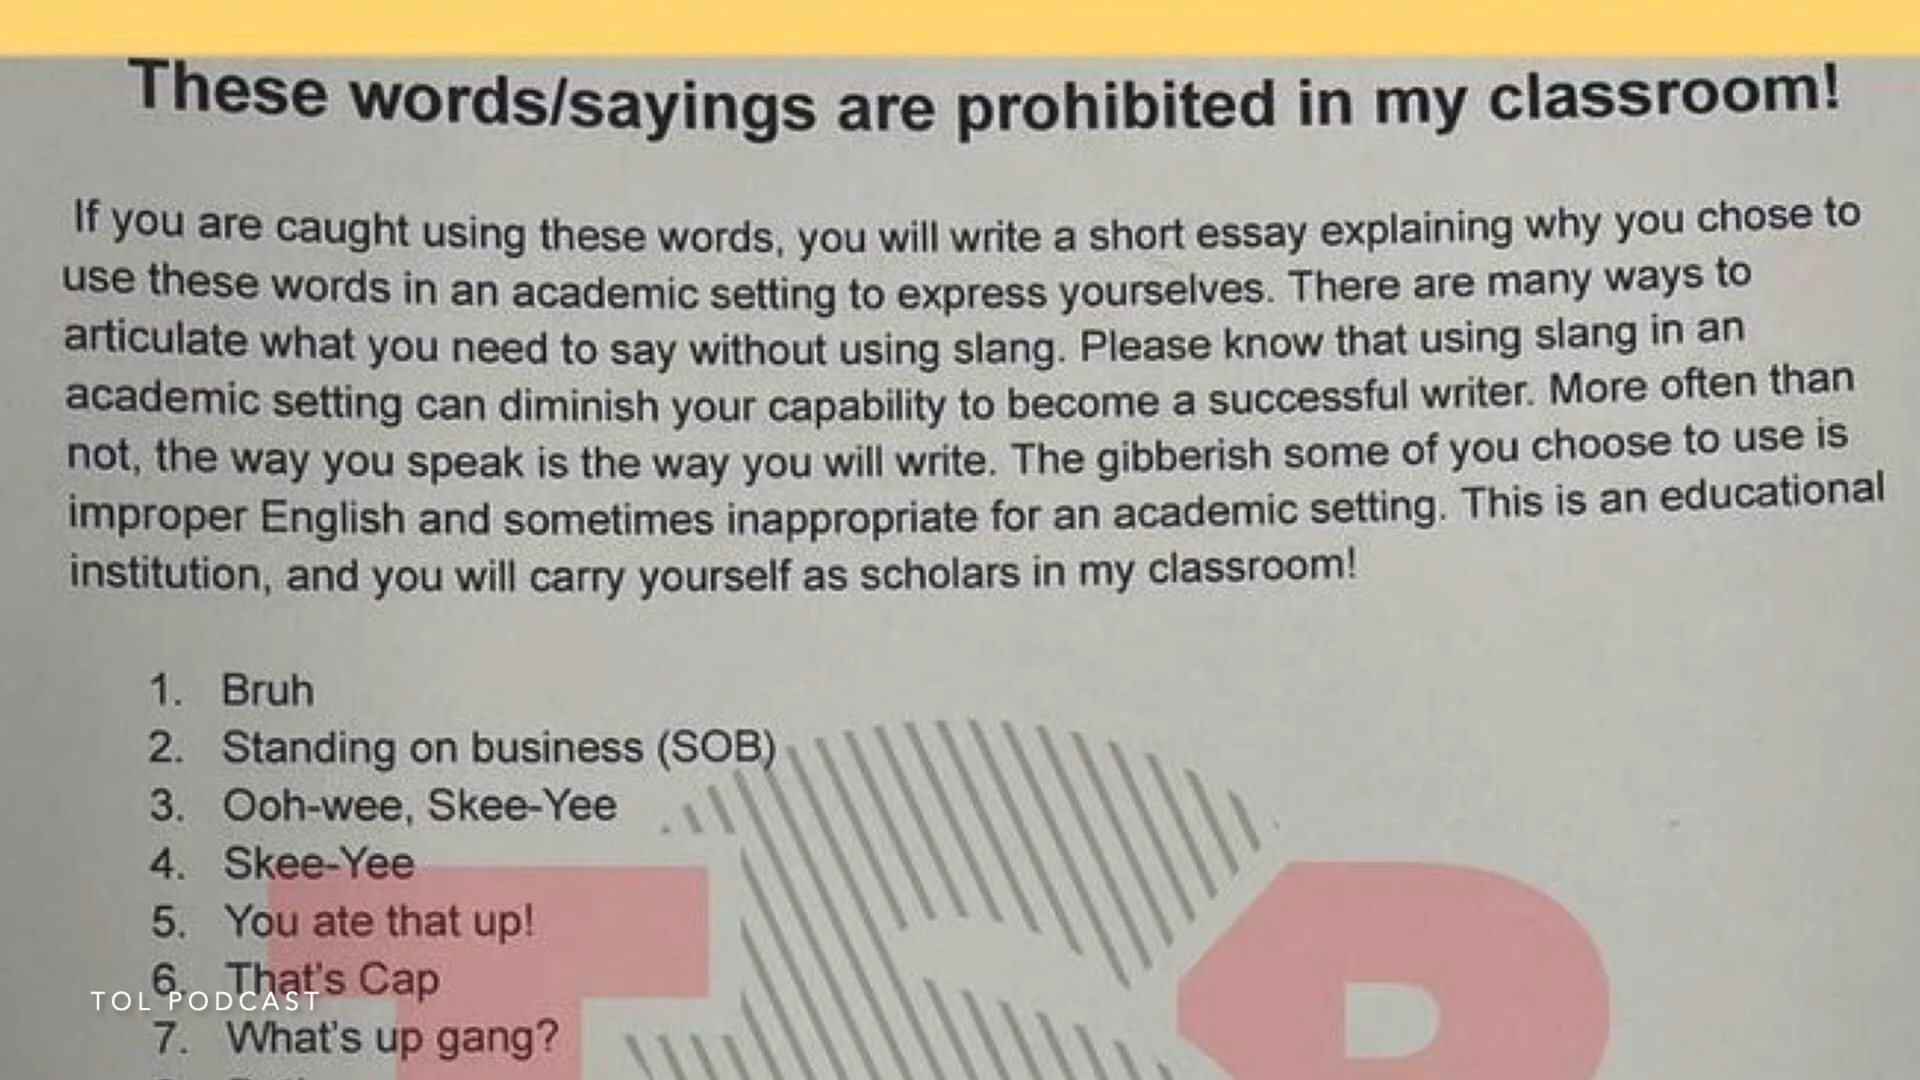 These words/sayings are prohibited in my classroom!
If you are caught using these words, you will write a short essay explaining why you chose to
use these words in an academic setting to express yourselves. There are many ways to
articulate what you need to say without using slang. Please know that using slang in an
academic setting can diminish your capability to become a successful writer. More often than
not, the way you speak is the way you will write. The gibberish some of you choose to use is
improper English and sometimes inappropriate for an academic setting. This is an educational
institution, and you will carry yourself as scholars in my classroom!
1. Bruh
2. Standing on business (SOB)
3. Ooh-wee, Skee-Yee
4. Skee-Yee
5. You ate that up!
6. That's Cap
TOL PODCAST
7. What's up gang?